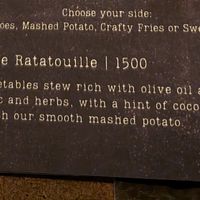 Choose your side:
oes, Mashed Potato, Crafty Fries or Swe
e Ratatouille | 1500
etables stew rich with olive oil a
c and herbs, with a hint of coco
h our smooth mashed potato.